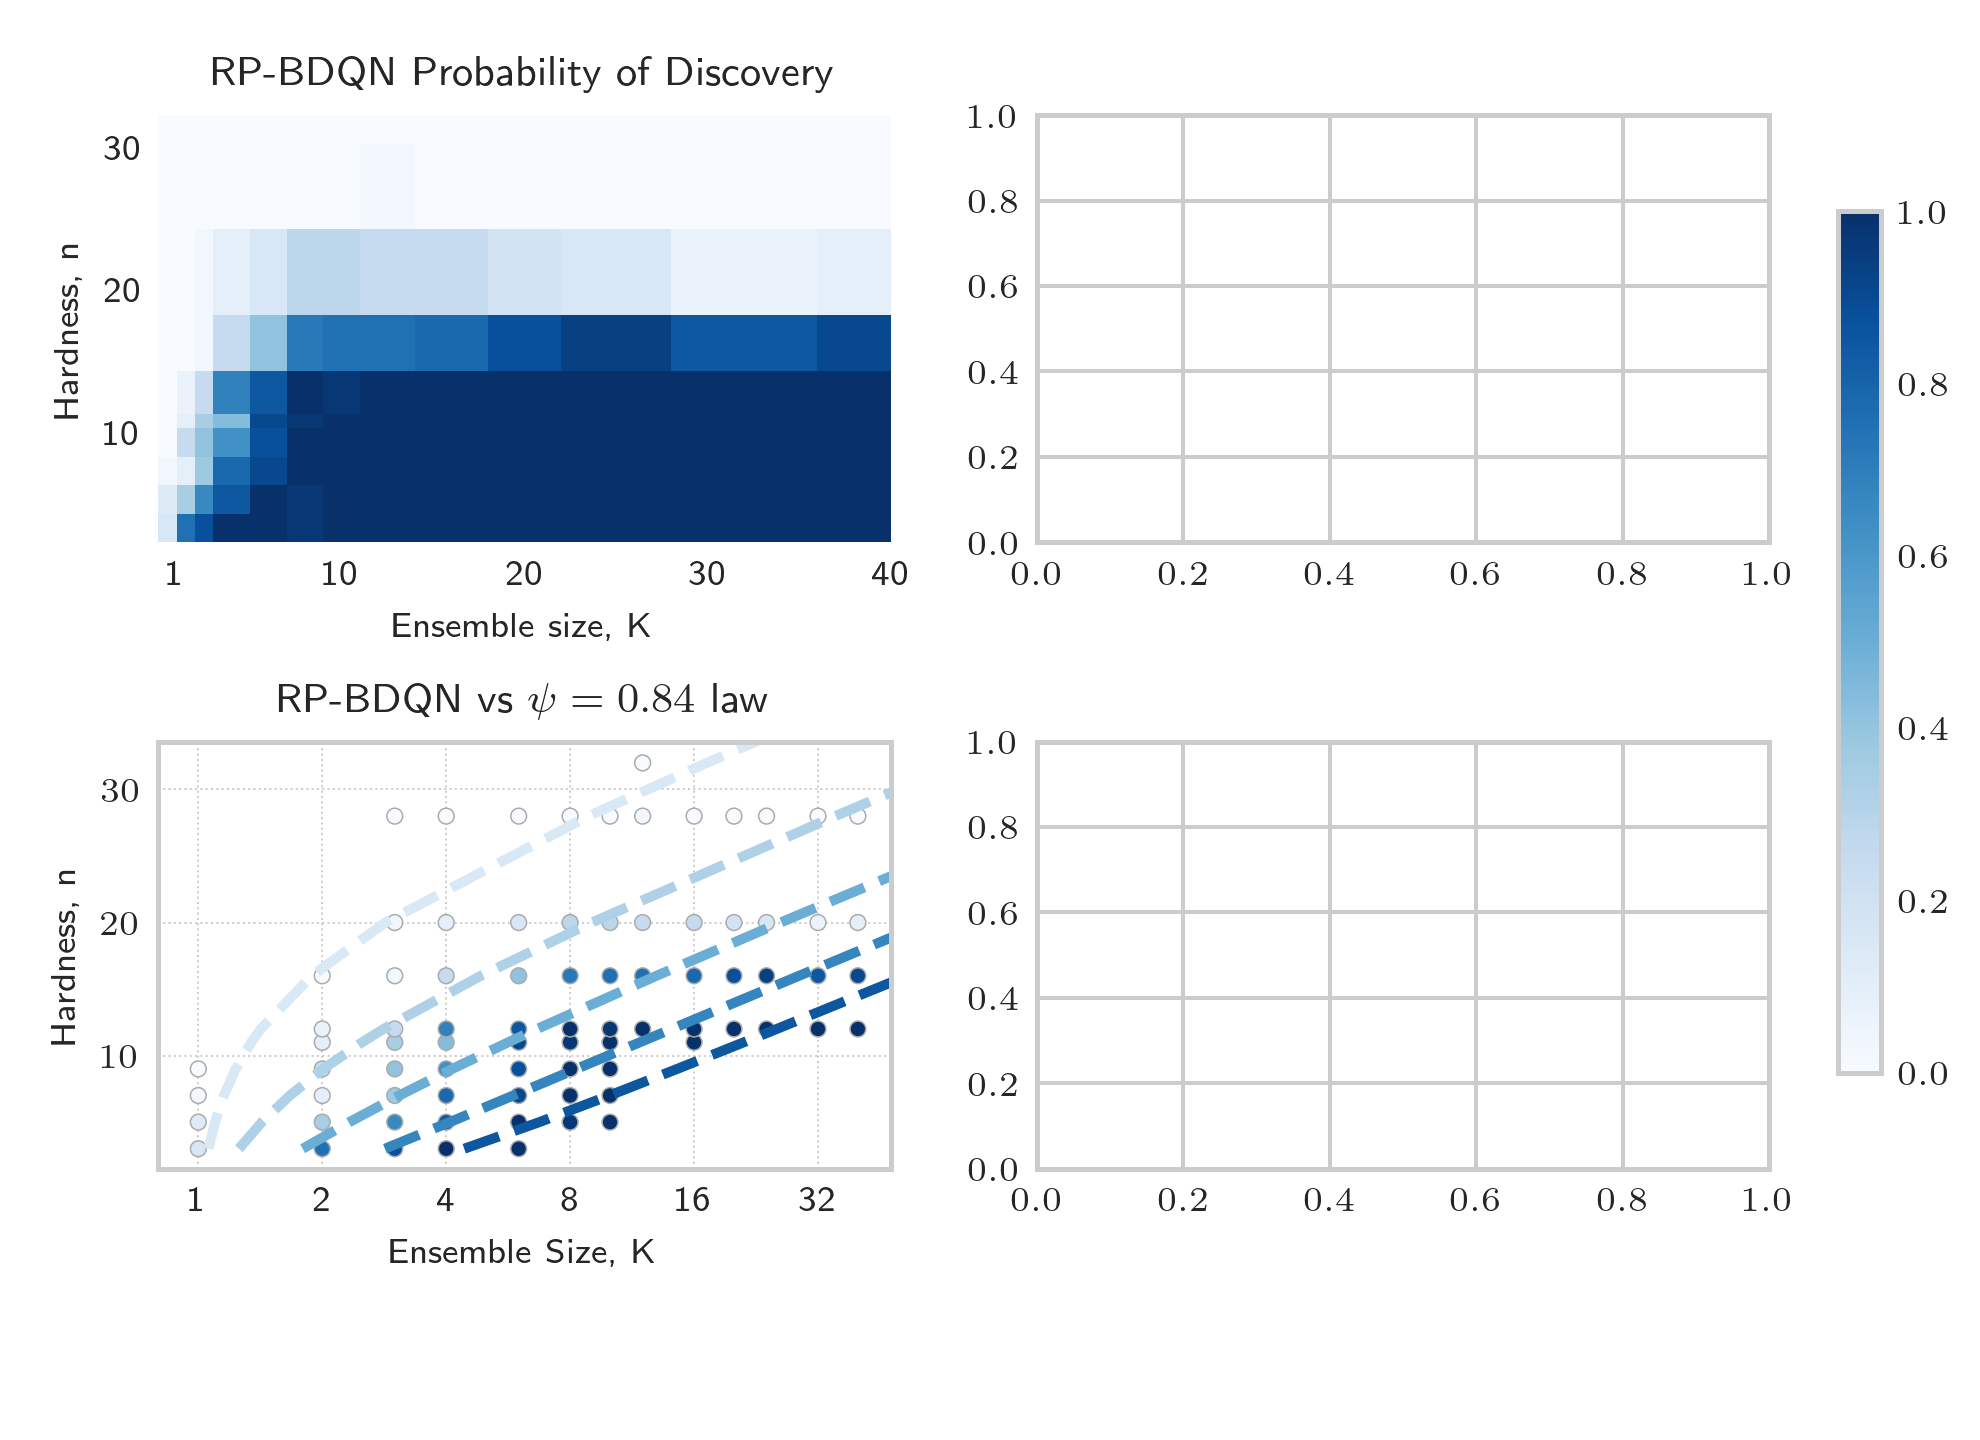 RP-BDQN Probability of Discovery
Hardness, n
30
20
10
1 10 20 30 40
Ensemble size, K
1.0
0.8
0.6
0.4
0.2
0.0
0.0 0.2 0.4 0.6 0.8 1.0
RP-BDQN vs ψ = 0.84 law
Hardness, n
30
20
10
1 2 4 8 16 32
Ensemble Size, K
1.0
0.8
0.6
0.4
0.2
0.0
0.0 0.2 0.4 0.6 0.8 1.0
1.0
0.8
0.6
0.4
0.2
0.0